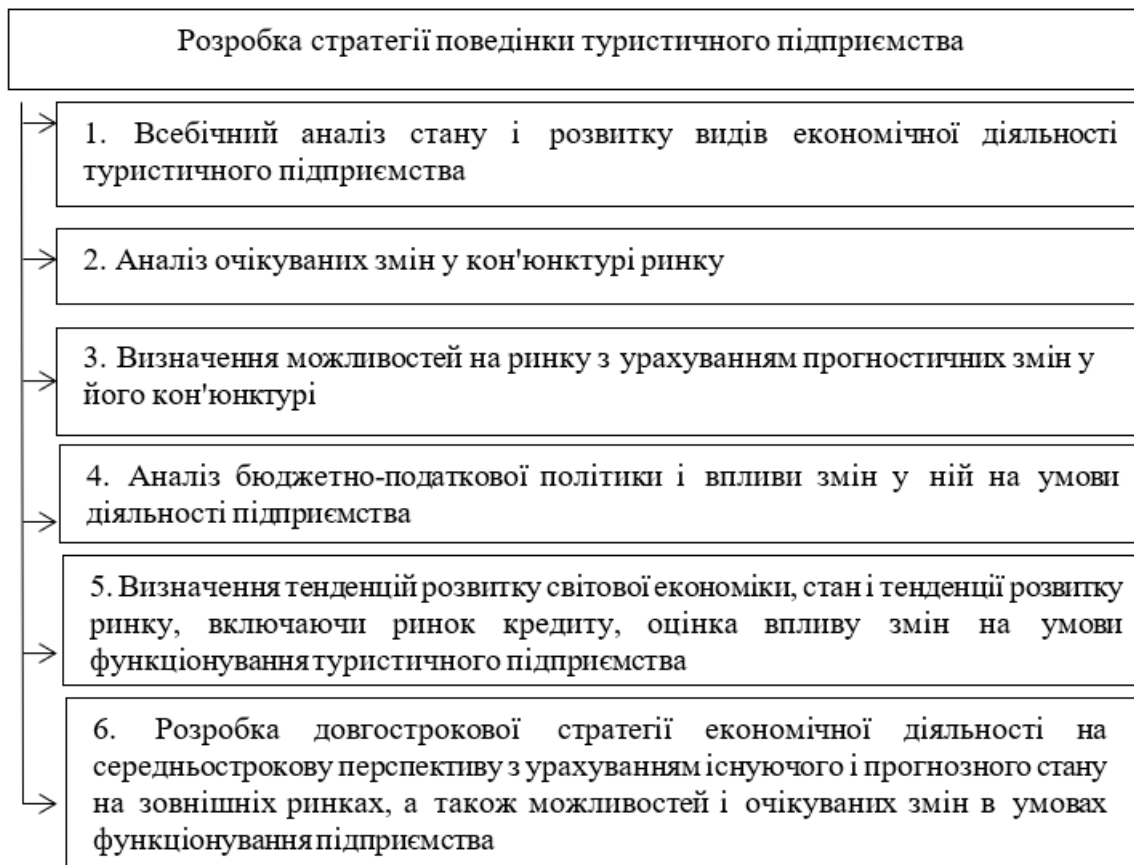 Розробка стратегії поведінки туристичного підприємства
1. Всебічний аналіз стану і розвитку видів економічної діяльності
туристичного підприємства
2. Аналіз очікуваних змін у кон'юнктурі ринку
3. Визначення можливостей на ринку з урахуванням прогностичних змін у
його кон'юнктурі
4. Аналіз бюджетно-податкової політики і впливи змін у ній на умови
діяльності підприємства
5. Визначення тенденцій розвитку світової економіки, стан і тенденції розвитку
ринку, включаючи ринок кредиту, оцінка впливу змін на умови
функціонування туристичного підприємства
6. Розробка довгострокової стратегії економічної діяльності на
середньострокову перспективу з урахуванням існуючого і прогнозного стану
на зовнішніх ринках, а також можливостей і очікуваних змін в умовах
функціонування підприємства